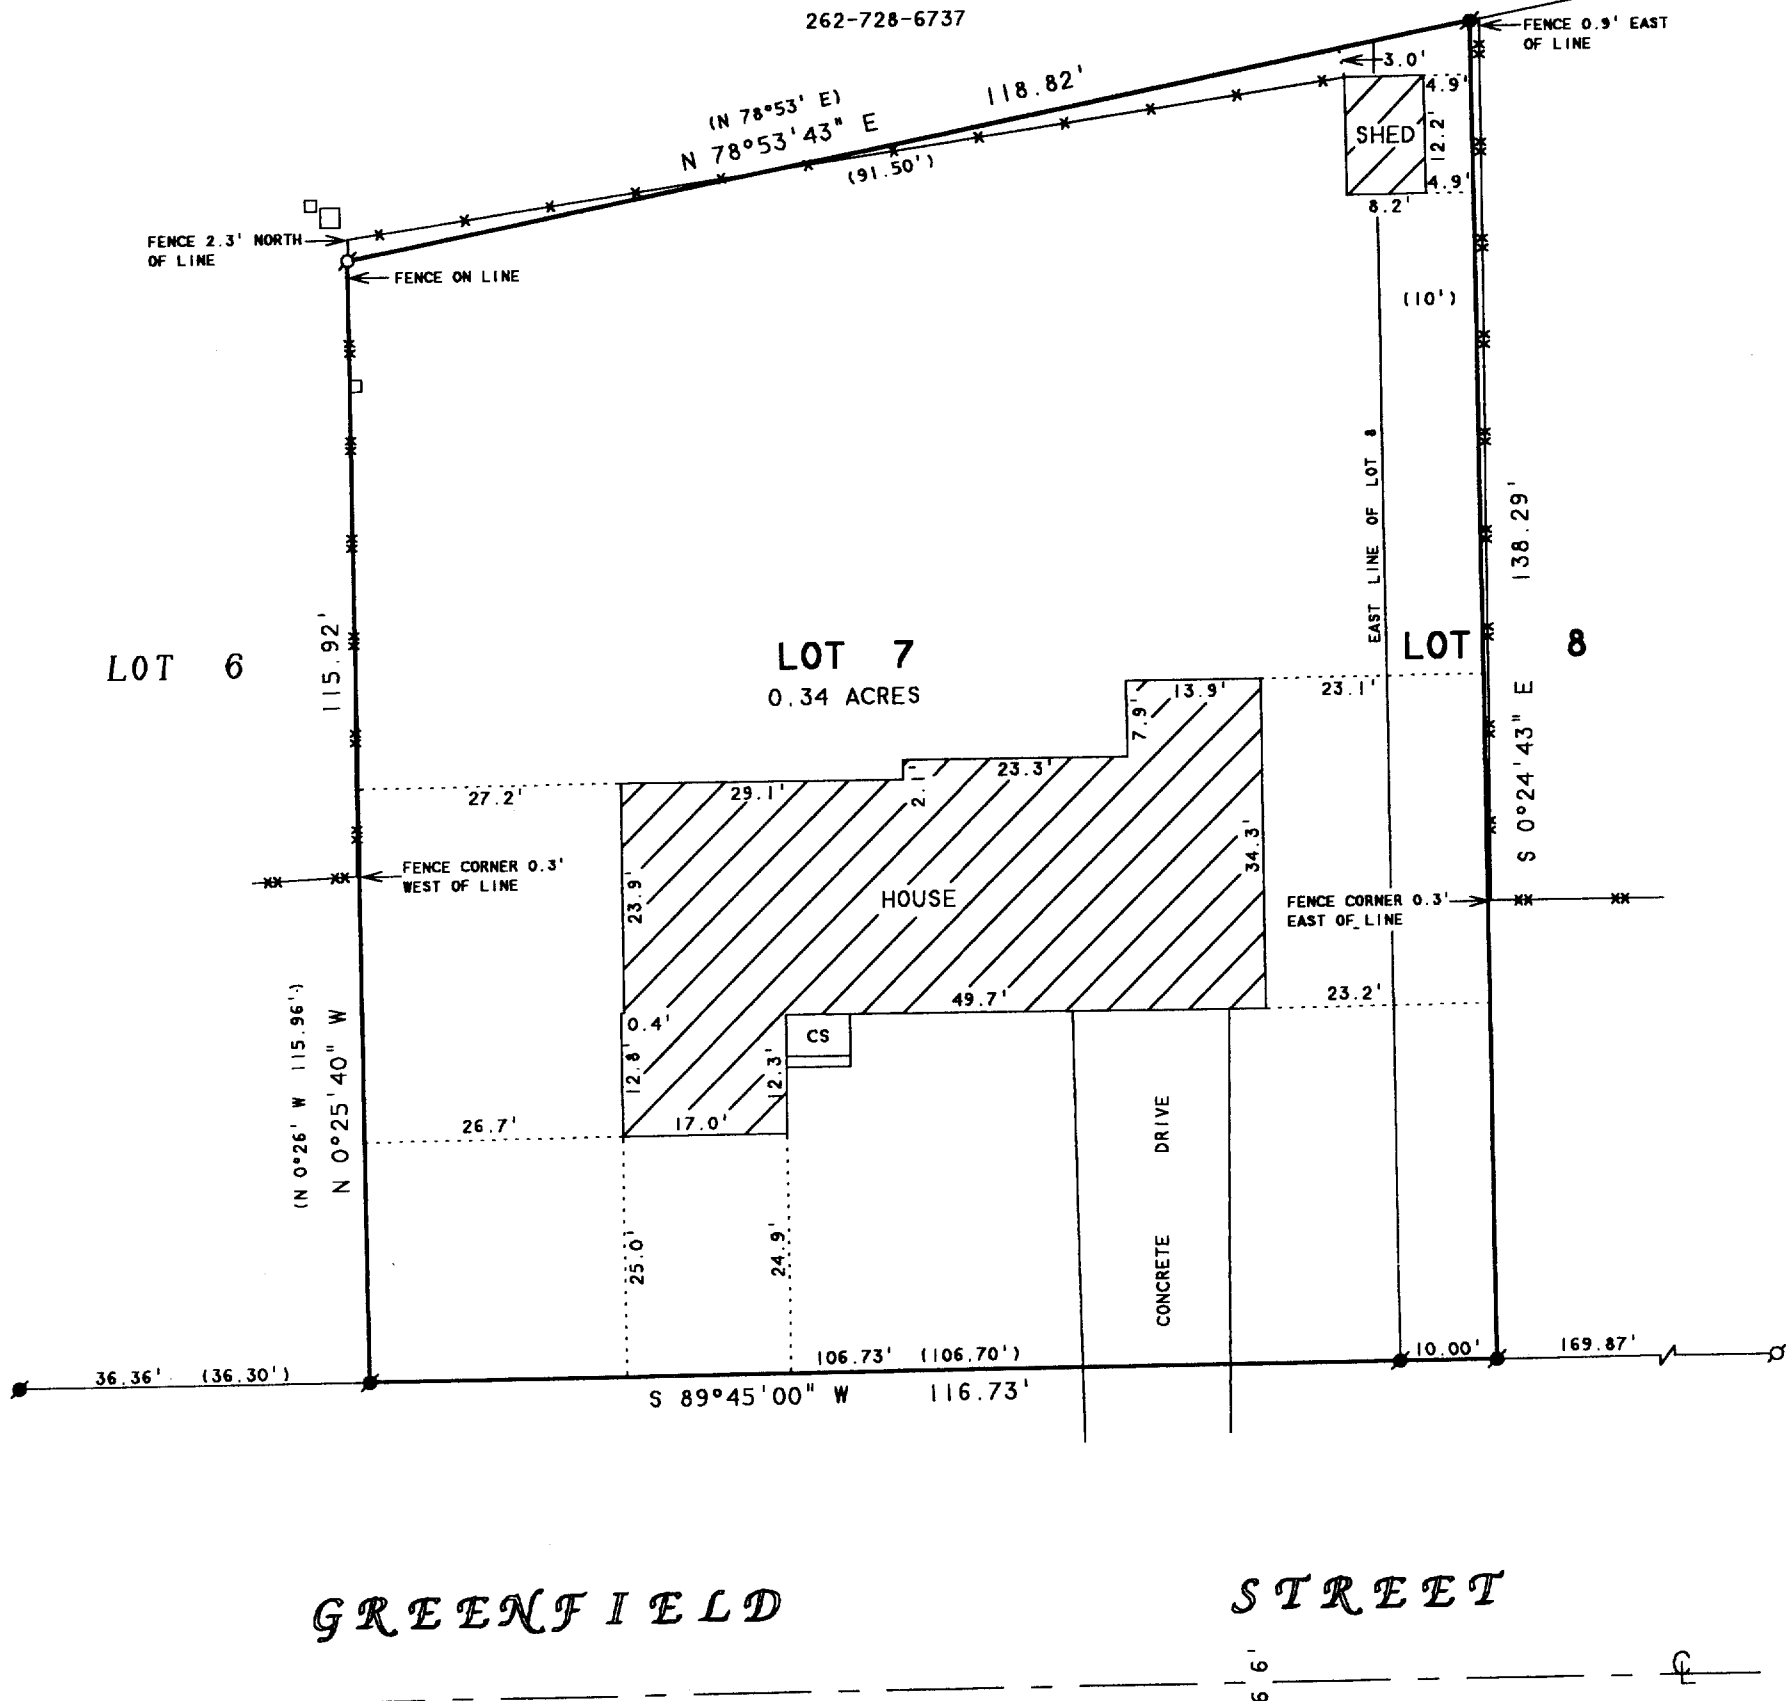 262-728-6737
FENCE 0.9' EAST
OF LINE
3.0'
118.82'
(N 78°53' E)
N 78°53'43" E
(91.50')
4.9'
SHED
12.2'
4.9'
8.2'
FENCE 2.3' NORTH
OF LINE
FENCE ON LINE
(10')
EAST LINE OF LOT 8
138.29'
S 0°24'43" E
115.92'
LOT 6
LOT 7
0.34 ACRES
LOT 8
13.9'
23.1'
7.9'
23.3'
2.1'
29.1'
27.2'
34.3'
FENCE CORNER 0.3'
WEST OF LINE
23.9'
HOUSE
FENCE CORNER 0.3'
EAST OF LINE
49.7'
23.2'
0.4'
CS
12.8'
12.3'
(N 0°26' W 115.96')
N 0°25'40" W
26.7'
17.0'
CONCRETE DRIVE
25.0'
24.9'
36.36' (36.30')
106.73' (106.70')
10.00'
169.87'
S 89°45'00" W 116.73'
GREENFIELD STREET
66'